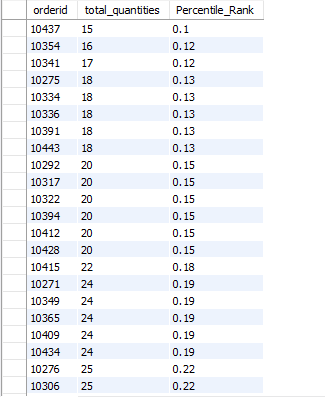 orderid total_quantities Percentile_Rank
10437 15 0.1
10354 16 0.12
10341 17 0.12
10275 18 0.13
10334 18 0.13
10336 18 0.13
10391 18 0.13
10443 18 0.13
10292 20 0.15
10317 20 0.15
10322 20 0.15
10394 20 0.15
10412 20 0.15
10428 20 0.15
10415 22 0.18
10271 24 0.19
10349 24 0.19
10365 24 0.19
10409 24 0.19
10434 24 0.19
10276 25 0.22
10306 25 0.22